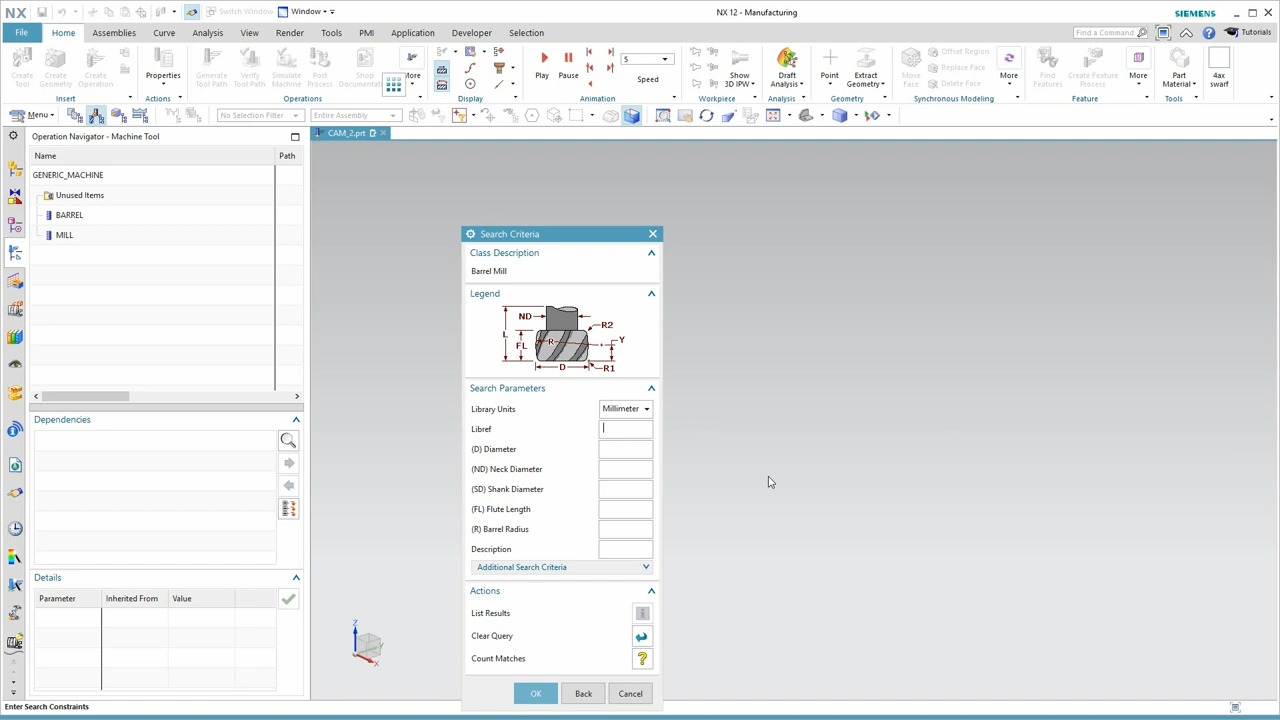 NX
Switch Window
Window
NX 12 - Manufacturing
SIEMENS
File
Home
Assemblies
Curve
Analysis
View
Render
Tools
PMI
Application
Developer
Selection
Find a Command
Tutorials
Create Tool
Create Geometry
Create Operation
Properties
Generate Tool Path
Verify Tool Path
Simulate Machine
Post Process
Shop Documentation
More
Play
Pause
5
Speed
Show 3D IPW
Draft Analysis
Point
Extract Geometry
Move Face
Offset Region
Replace Face
Delete Face
More
Find Features
Create Feature Process
More
Part Material
4ax swarf
Insert
Actions
Operations
Display
Animation
Workpiece
Analysis
Geometry
Synchronous Modeling
Feature
Tools
Menu
No Selection Filter
Entire Assembly
Operation Navigator - Machine Tool
CAM_2.prt
Name
Path
GENERIC_MACHINE
Unused Items
BARREL
MILL
Dependencies
Details
Parameter
Inherited From
Value
Search Criteria
Class Description
Barrel Mill
Legend
ND
R2
L
FL
R
Y
D
R1
Search Parameters
Library Units
Millimeter
Libref
(D) Diameter
(ND) Neck Diameter
(SD) Shank Diameter
(FL) Flute Length
(R) Barrel Radius
Description
Additional Search Criteria
Actions
List Results
Clear Query
Count Matches
OK
Back
Cancel
Z
X
Enter Search Constraints